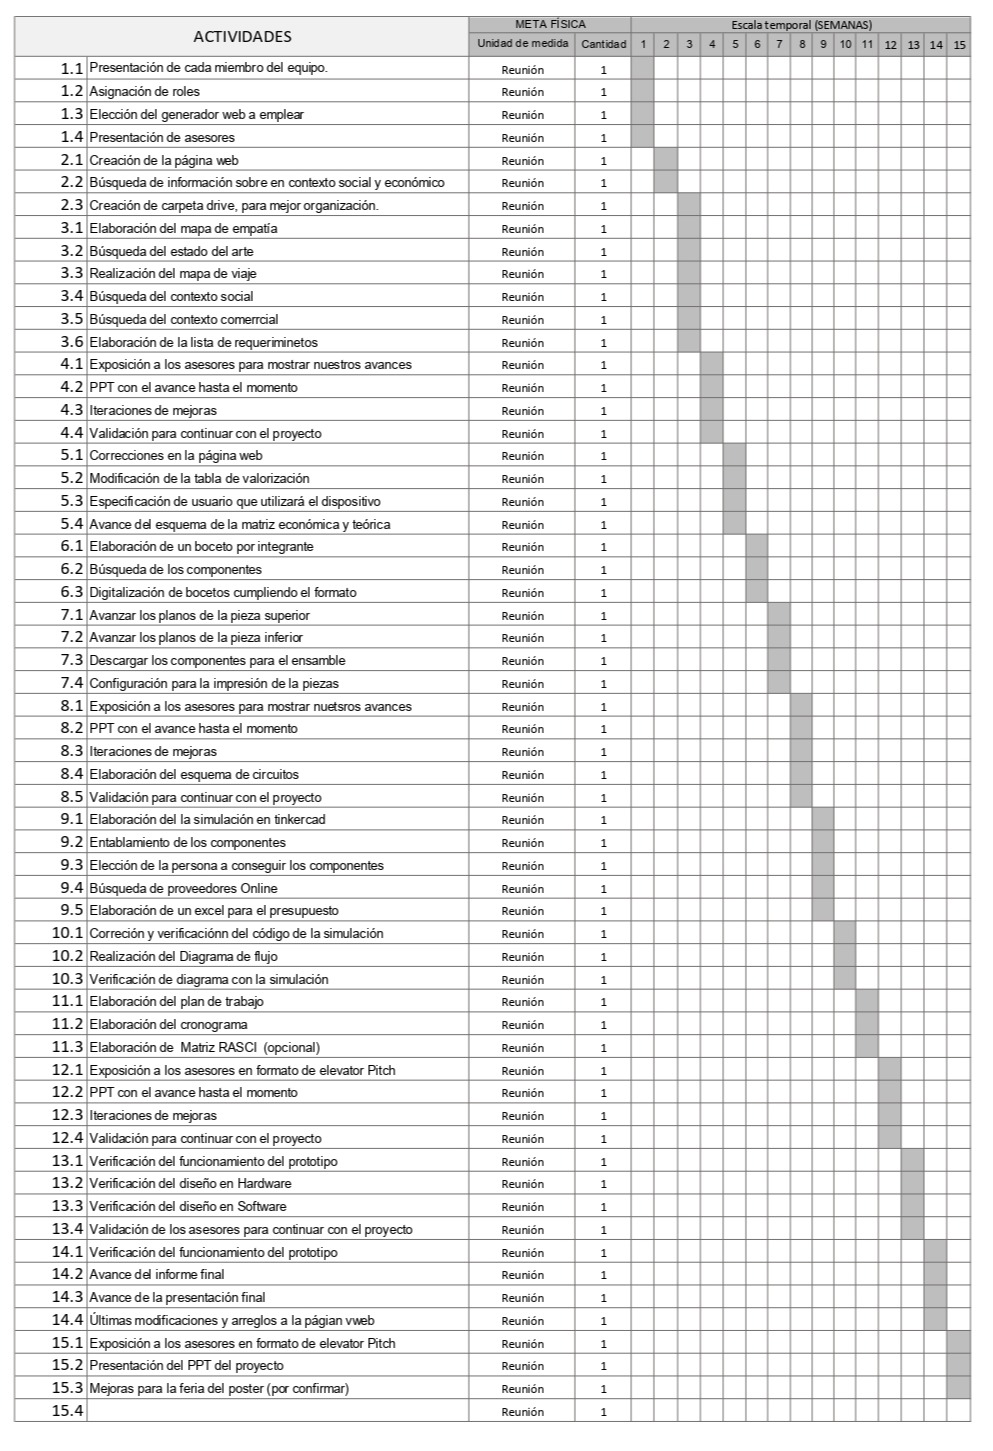 ACTIVIDADES META FÍSICA Escala temporal (SEMANAS)
Unidad de medida Cantidad 1 2 3 4 5 6 7 8 9 10 11 12 13 14 15
1.1 Presentación de cada miembro del equipo. Reunión 1
1.2 Asignación de roles Reunión 1
1.3 Elección del generador web a emplear Reunión 1
1.4 Presentación de asesores Reunión 1
2.1 Creación de la página web Reunión 1
2.2 Búsqueda de información sobre en contexto social y económico Reunión 1
2.3 Creación de carpeta drive, para mejor organización. Reunión 1
3.1 Elaboración del mapa de empatía Reunión 1
3.2 Búsqueda del estado del arte Reunión 1
3.3 Realización del mapa de viaje Reunión 1
3.4 Búsqueda del contexto social Reunión 1
3.5 Búsqueda del contexto comerrcial Reunión 1
3.6 Elaboración de la lista de requeriminetos Reunión 1
4.1 Exposición a los asesores para mostrar nuestros avances Reunión 1
4.2 PPT con el avance hasta el momento Reunión 1
4.3 Iteraciones de mejoras Reunión 1
4.4 Validación para continuar con el proyecto Reunión 1
5.1 Correcciones en la página web Reunión 1
5.2 Modificación de la tabla de valorización Reunión 1
5.3 Especificación de usuario que utilizará el dispositivo Reunión 1
5.4 Avance del esquema de la matriz económica y teórica Reunión 1
6.1 Elaboración de un boceto por integrante Reunión 1
6.2 Búsqueda de los componentes Reunión 1
6.3 Digitalización de bocetos cumpliendo el formato Reunión 1
7.1 Avanzar los planos de la pieza superior Reunión 1
7.2 Avanzar los planos de la pieza inferior Reunión 1
7.3 Descargar los componentes para el ensamble Reunión 1
7.4 Configuración para la impresión de la piezas Reunión 1
8.1 Exposición a los asesores para mostrar nuetsros avances Reunión 1
8.2 PPT con el avance hasta el momento Reunión 1
8.3 Iteraciones de mejoras Reunión 1
8.4 Elaboración del esquema de circuitos Reunión 1
8.5 Validación para continuar con el proyecto Reunión 1
9.1 Elaboración del la simulación en tinkercad Reunión 1
9.2 Entablamiento de los componentes Reunión 1
9.3 Elección de la persona a conseguir los componentes Reunión 1
9.4 Búsqueda de proveedores Online Reunión 1
9.5 Elaboración de un excel para el presupuesto Reunión 1
10.1 Correción y verificaciónn del código de la simulación Reunión 1
10.2 Realización del Diagrama de flujo Reunión 1
10.3 Verificación de diagrama con la simulación Reunión 1
11.1 Elaboración del plan de trabajo Reunión 1
11.2 Elaboración del cronograma Reunión 1
11.3 Elaboración de Matriz RASCI (opcional) Reunión 1
12.1 Exposición a los asesores en formato de elevator Pitch Reunión 1
12.2 PPT con el avance hasta el momento Reunión 1
12.3 Iteraciones de mejoras Reunión 1
12.4 Validación para continuar con el proyecto Reunión 1
13.1 Verificación del funcionamiento del prototipo Reunión 1
13.2 Verificación del diseño en Hardware Reunión 1
13.3 Verificación del diseño en Software Reunión 1
13.4 Validación de los asesores para continuar con el proyecto Reunión 1
14.1 Verificación del funcionamiento del prototipo Reunión 1
14.2 Avance del informe final Reunión 1
14.3 Avance de la presentación final Reunión 1
14.4 Últimas modificaciones y arreglos a la págian vweb Reunión 1
15.1 Exposición a los asesores en formato de elevator Pitch Reunión 1
15.2 Presentación del PPT del proyecto Reunión 1
15.3 Mejoras para la feria del poster (por confirmar) Reunión 1
15.4 Reunión 1